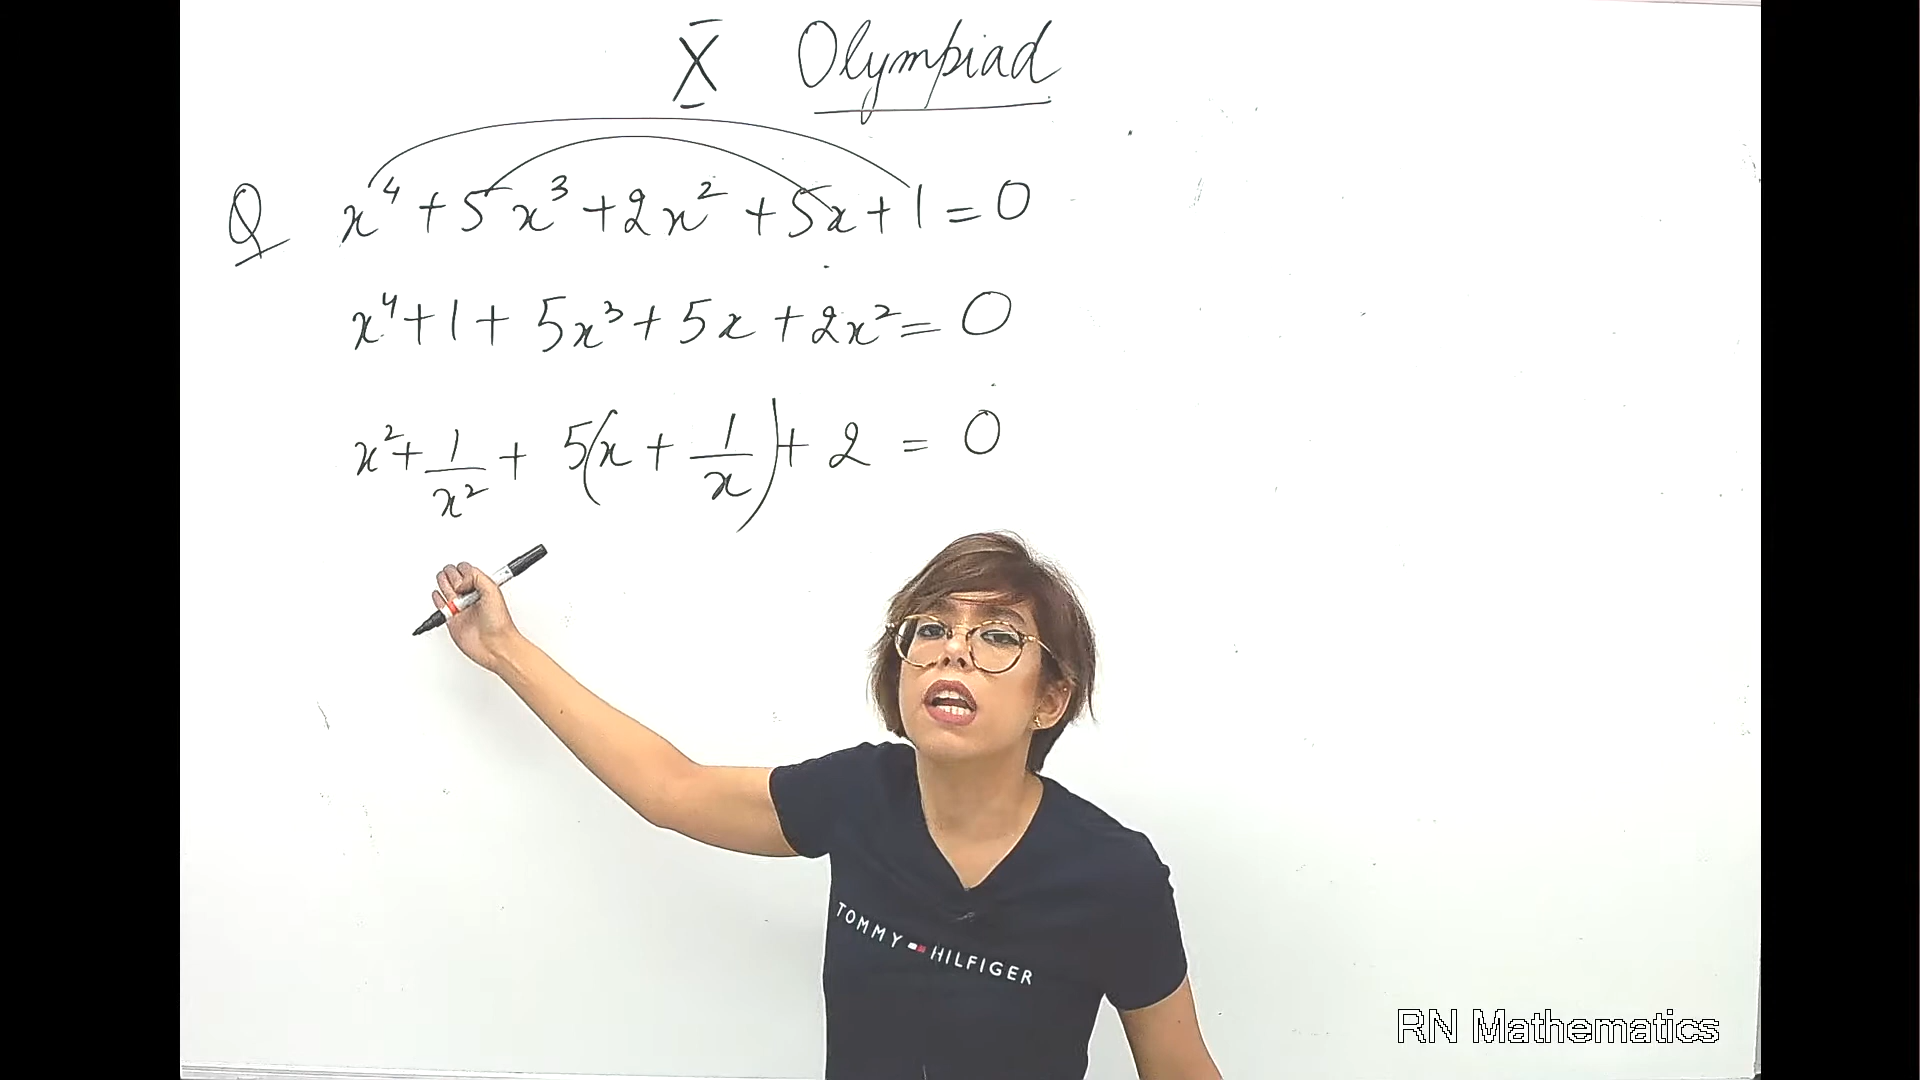 X Olympiad
Q x⁴ + 5x³ + 2x² + 5x + 1 = 0
x⁴ + 1 + 5x³ + 5x + 2x² = 0
x² + 1/x² + 5(x + 1/x) + 2 = 0
TOMMY HILFIGER
RN Mathematics